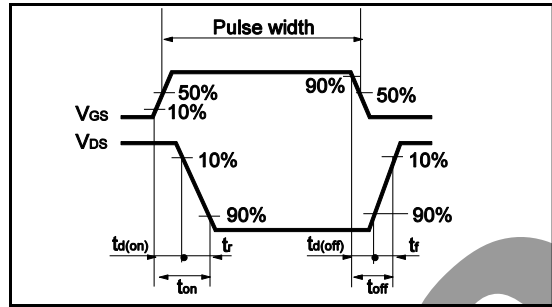 Pulse width
50%
90%
50%
10%
VGS
VDS
10%
10%
90%
90%
td(on)
tr
td(off)
tf
ton
toff